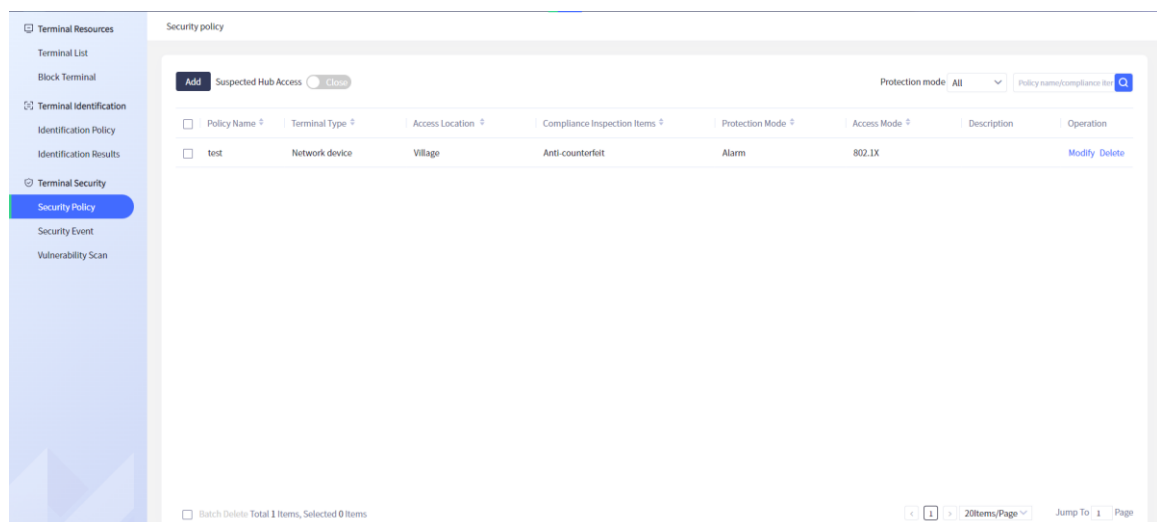 Terminal Resources
Terminal List
Block Terminal
Terminal Identification
Identification Policy
Identification Results
Terminal Security
Security Policy
Security Event
Vulnerability Scan
Security policy
Add Suspected Hub Access Close Protection mode All Policy name/compliance iter
Policy Name Terminal Type Access Location Compliance Inspection Items Protection Mode Access Mode Description Operation
test Network device Village Anti-counterfeit Alarm 802.1X Modify Delete
Batch Delete Total 1 Items, Selected 0 Items < 1 > 20Items/Page Jump To 1 Page